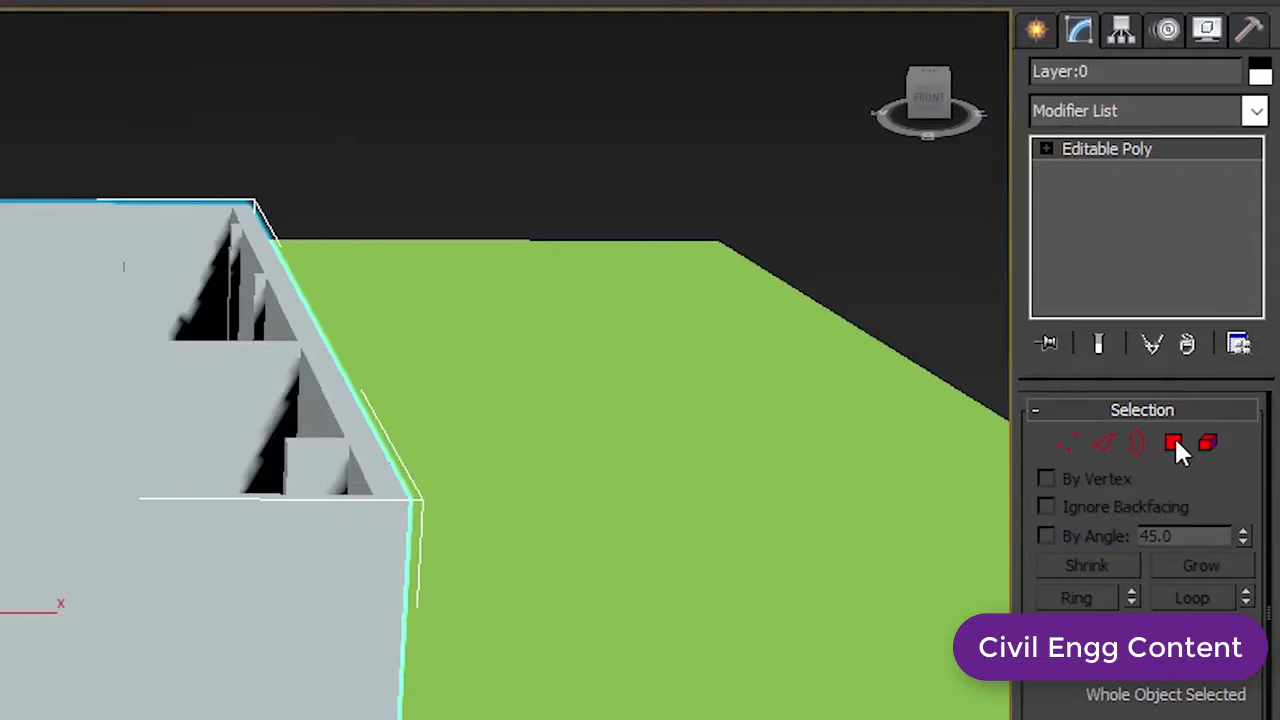 FRONT
Layer:0
Modifier List
Editable Poly
Selection
By Vertex
Ignore Backfacing
By Angle: 45.0
Shrink Grow
Ring Loop
x
Civil Engg Content
Whole Object Selected